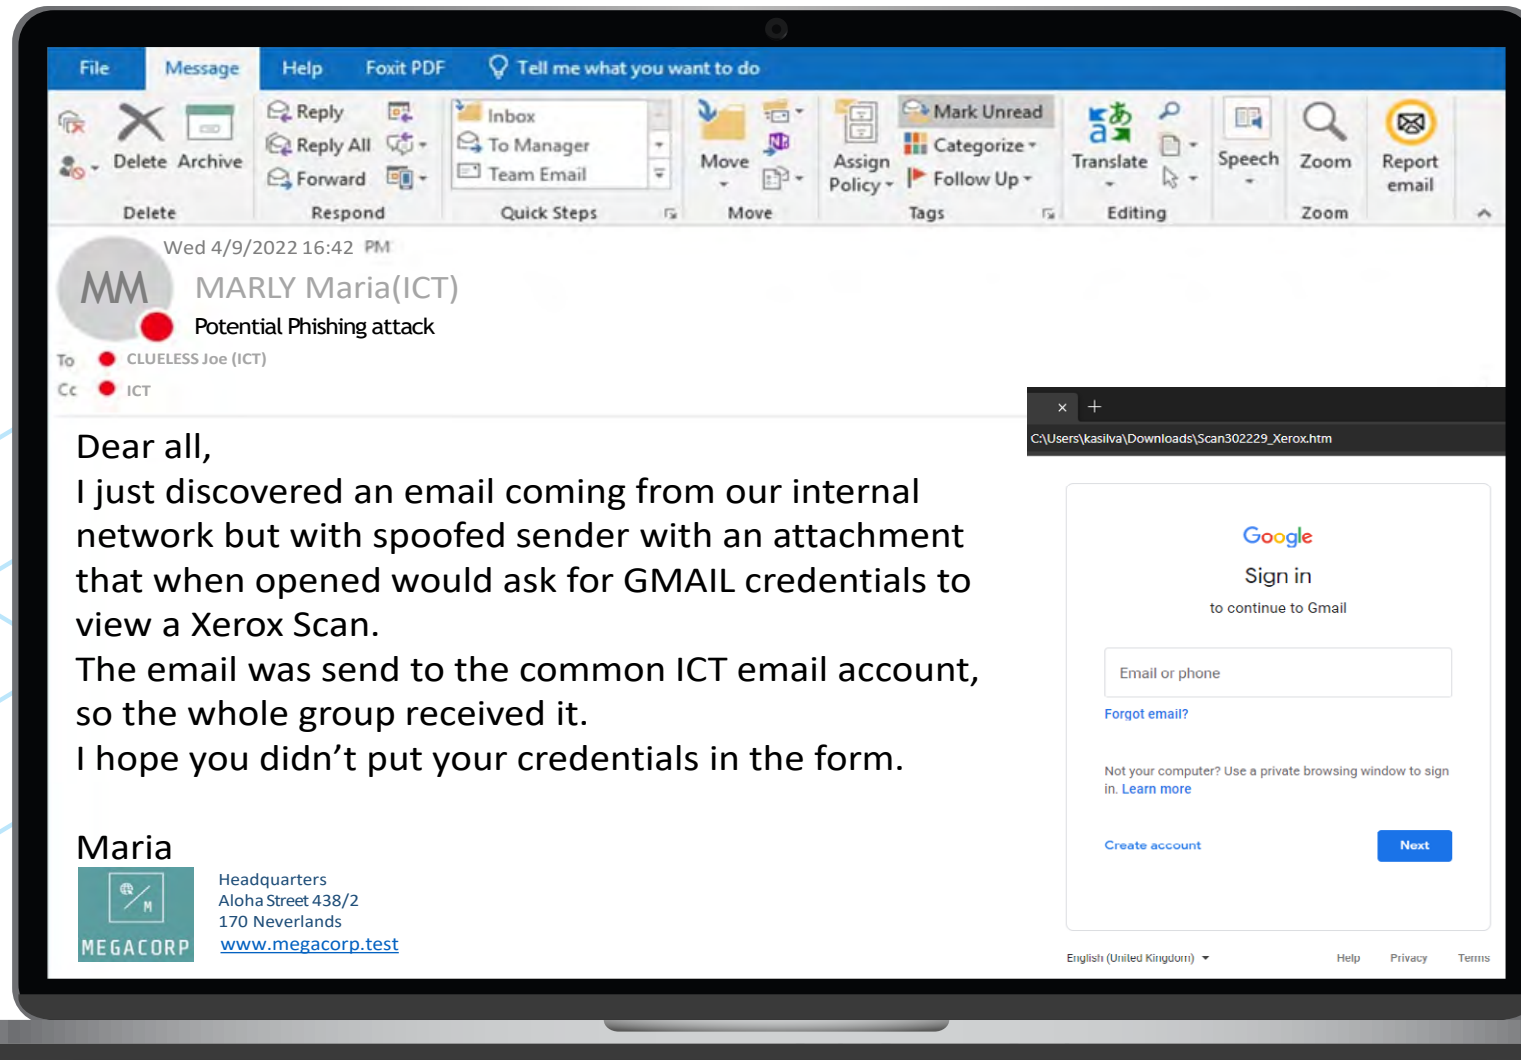 File Message Help Foxit PDF Tell me what you want to do
Delete Archive
Reply
Reply All
Forward
Inbox
To Manager
Team Email
Move
Assign
Policy
Mark Unread
Categorize
Follow Up
Translate
Speech
Zoom
Report
email
Delete Respond Quick Steps Move Tags Editing Zoom
Wed 4/9/2022 16:42 PM
MM
MARLY Maria(ICT)
Potential Phishing attack
To CLUELESS Joe (ICT)
Cc ICT
Dear all,
I just discovered an email coming from our internal
network but with spoofed sender with an attachment
that when opened would ask for GMAIL credentials to
view a Xerox Scan.
The email was send to the common ICT email account,
so the whole group received it.
I hope you didn’t put your credentials in the form.
Maria
M
MEGACORP
Headquarters
Aloha Street 438/2
170 Neverlands
www.megacorp.test
C:\Users\kasilva\Downloads\Scan302229_Xerox.htm
Google
Sign in
to continue to Gmail
Email or phone
Forgot email?
Not your computer? Use a private browsing window to sign
in. Learn more
Create account Next
English (United Kingdom) Help Privacy Terms